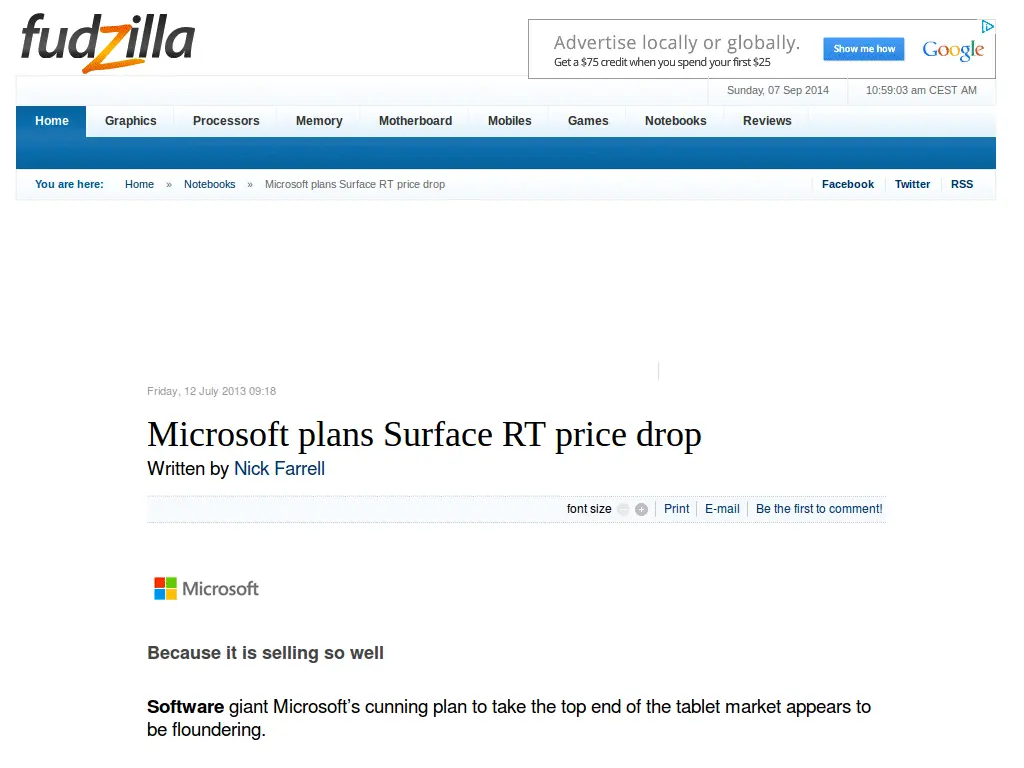 fudzilla
Advertise locally or globally.
Get a $75 credit when you spend your first $25
Show me how
Google
Sunday, 07 Sep 2014
10:59:03 am CEST AM
Home Graphics Processors Memory Motherboard Mobiles Games Notebooks Reviews
You are here: Home » Notebooks » Microsoft plans Surface RT price drop Facebook Twitter RSS
Friday, 12 July 2013 09:18
Microsoft plans Surface RT price drop
Written by Nick Farrell
font size Print E-mail Be the first to comment!
Microsoft
Because it is selling so well
Software giant Microsoft’s cunning plan to take the top end of the tablet market appears to
be floundering.